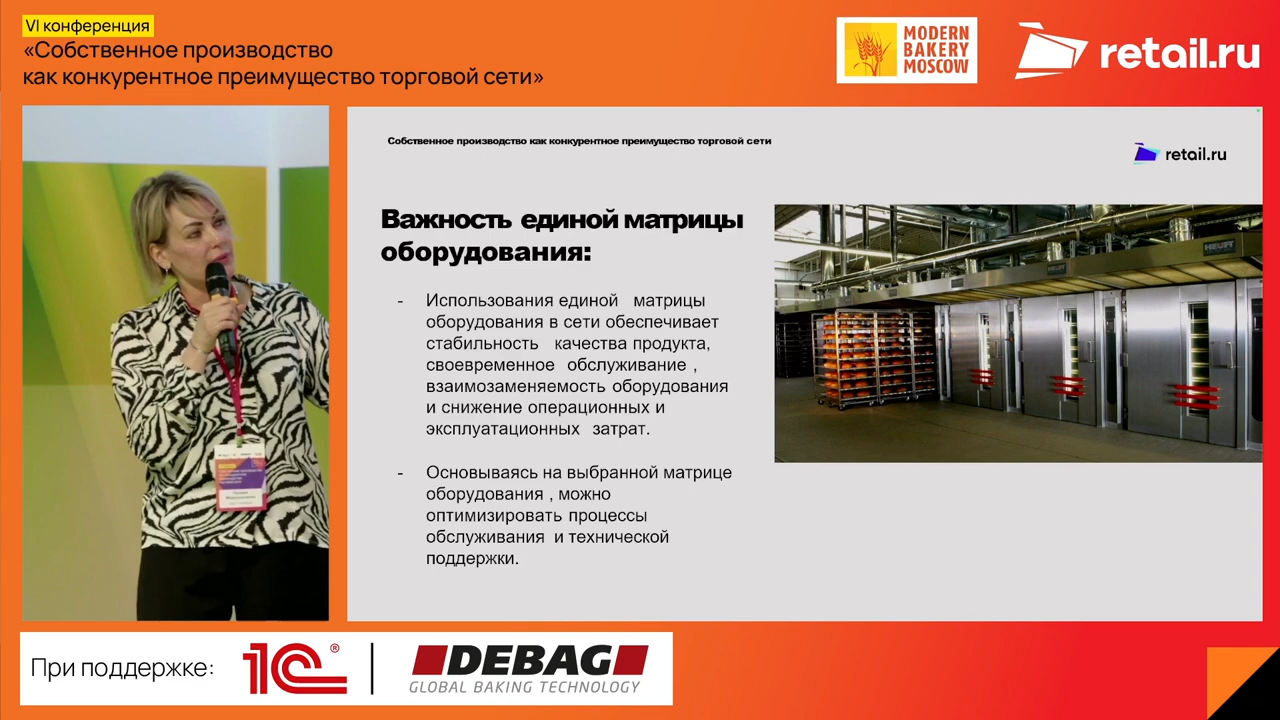 VI конференция
«Собственное производство
как конкурентное преимущество торговой сети»
MODERN
BAKERY
MOSCOW
retail.ru
Собственное производство как конкурентное преимущество торговой сети
retail.ru
Важность единой матрицы
оборудования:
- Использования единой матрицы
оборудования в сети обеспечивает
стабильность качества продукта,
своевременное обслуживание ,
взаимозаменяемость оборудования
и снижение операционных и
эксплуатационных затрат.
- Основываясь на выбранной матрице
оборудования , можно
оптимизировать процессы
обслуживания и технической
поддержки.
HEUFT
HEUFT
При поддержке:
1С®
DEBAG
GLOBAL BAKING TECHNOLOGY